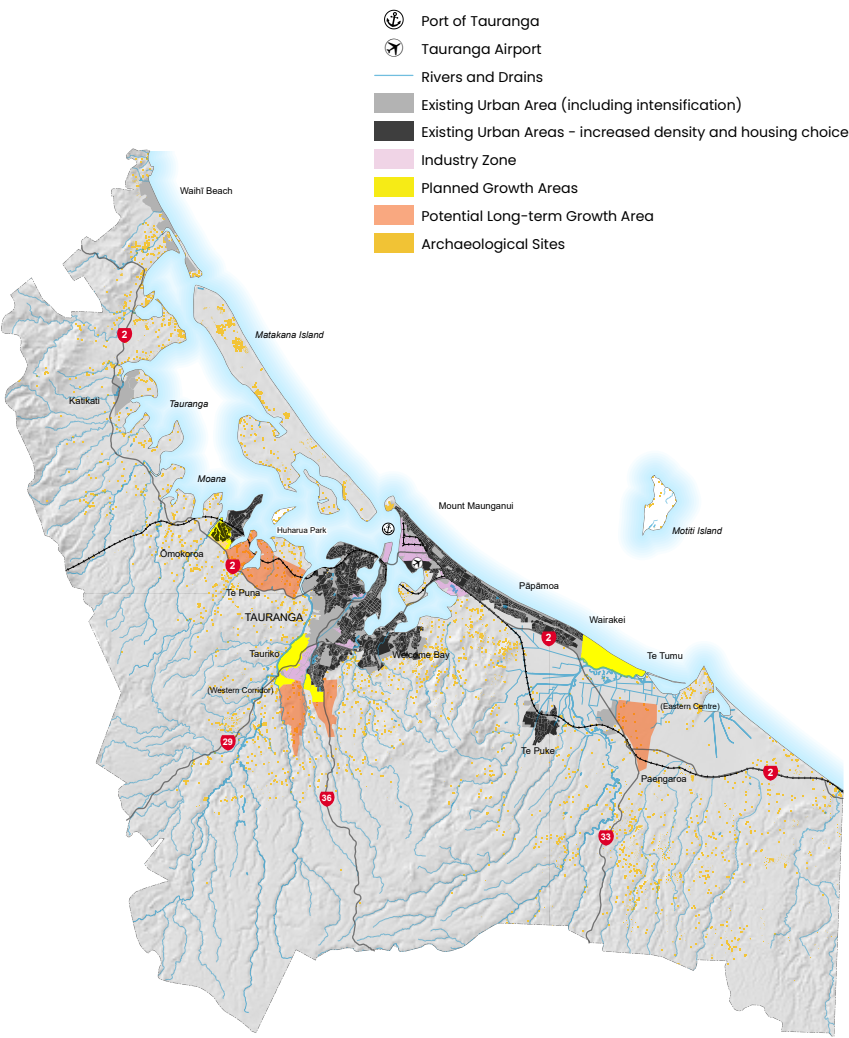 Port of Tauranga
Tauranga Airport
Rivers and Drains
Existing Urban Area (including intensification)
Existing Urban Areas - increased density and housing choice
Industry Zone
Planned Growth Areas
Potential Long-term Growth Area
Archaeological Sites
Waihī Beach
2
Matakana Island
Katikati
Tauranga
Moana
Mount Maunganui
Huharua Park
Motiti Island
Ōmokoroa
2
Te Puna
Pāpāmoa
TAURANGA
Wairakei
2
Tauriko
Welcome Bay
Te Tumu
(Western Corridor)
(Eastern Centre)
29
Te Puke
2
Paengaroa
36
33